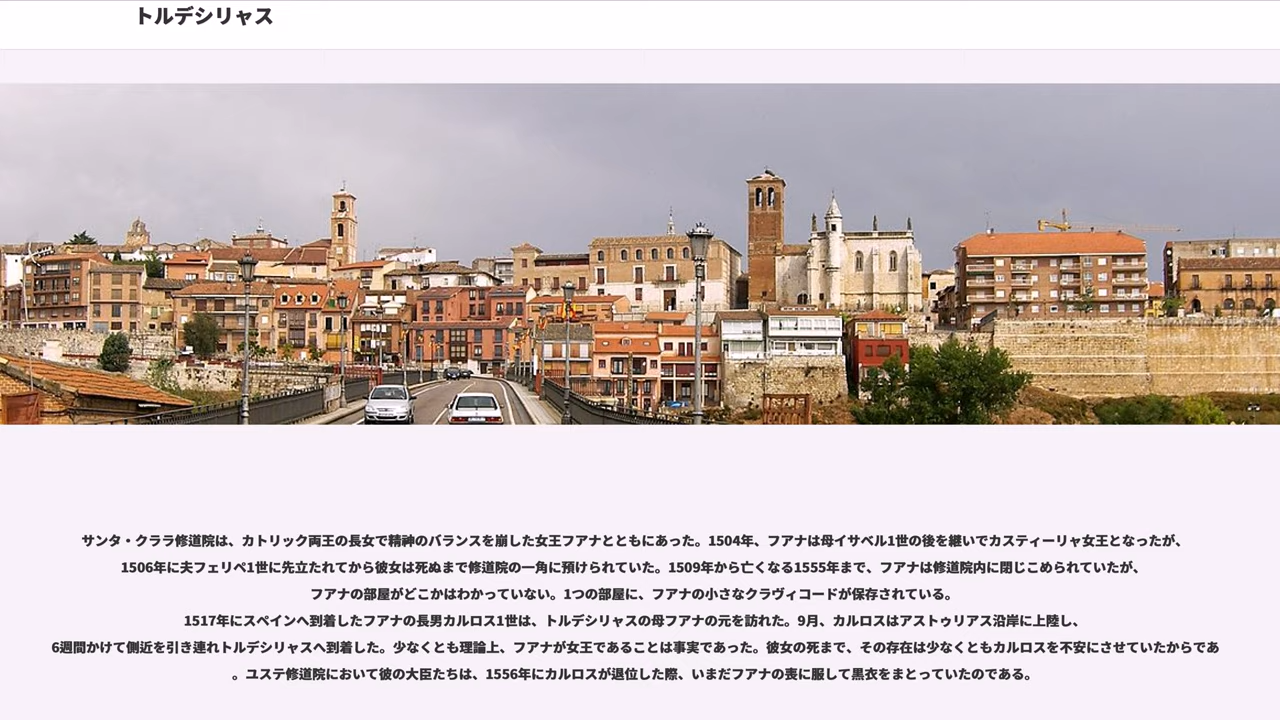 トルデシリャス
サンタ・クララ修道院は、カトリック両王の長女で精神のバランスを崩した女王フアナとともにあった。1504年、フアナは母イサベル1世の後を継いでカスティーリャ女王となったが、
1506年に夫フェリペ1世に先立たれてから彼女は死ぬまで修道院の一角に預けられていた。1509年から亡くなる1555年まで、フアナは修道院内に閉じこめられていたが、
フアナの部屋がどこかはわかっていない。1つの部屋に、フアナの小さなクラヴィコードが保存されている。
1517年にスペインへ到着したフアナの長男カルロス1世は、トルデシリャスの母フアナの元を訪れた。9月、カルロスはアストゥリアス沿岸に上陸し、
6週間かけて側近を引き連れトルデシリャスへ到着した。少なくとも理論上、フアナが女王であることは事実であった。彼女の死まで、その存在は少なくともカルロスを不安にさせていたからであ
。ユステ修道院において彼の大臣たちは、1556年にカルロスが退位した際、いまだフアナの喪に服して黒衣をまとっていたのである。